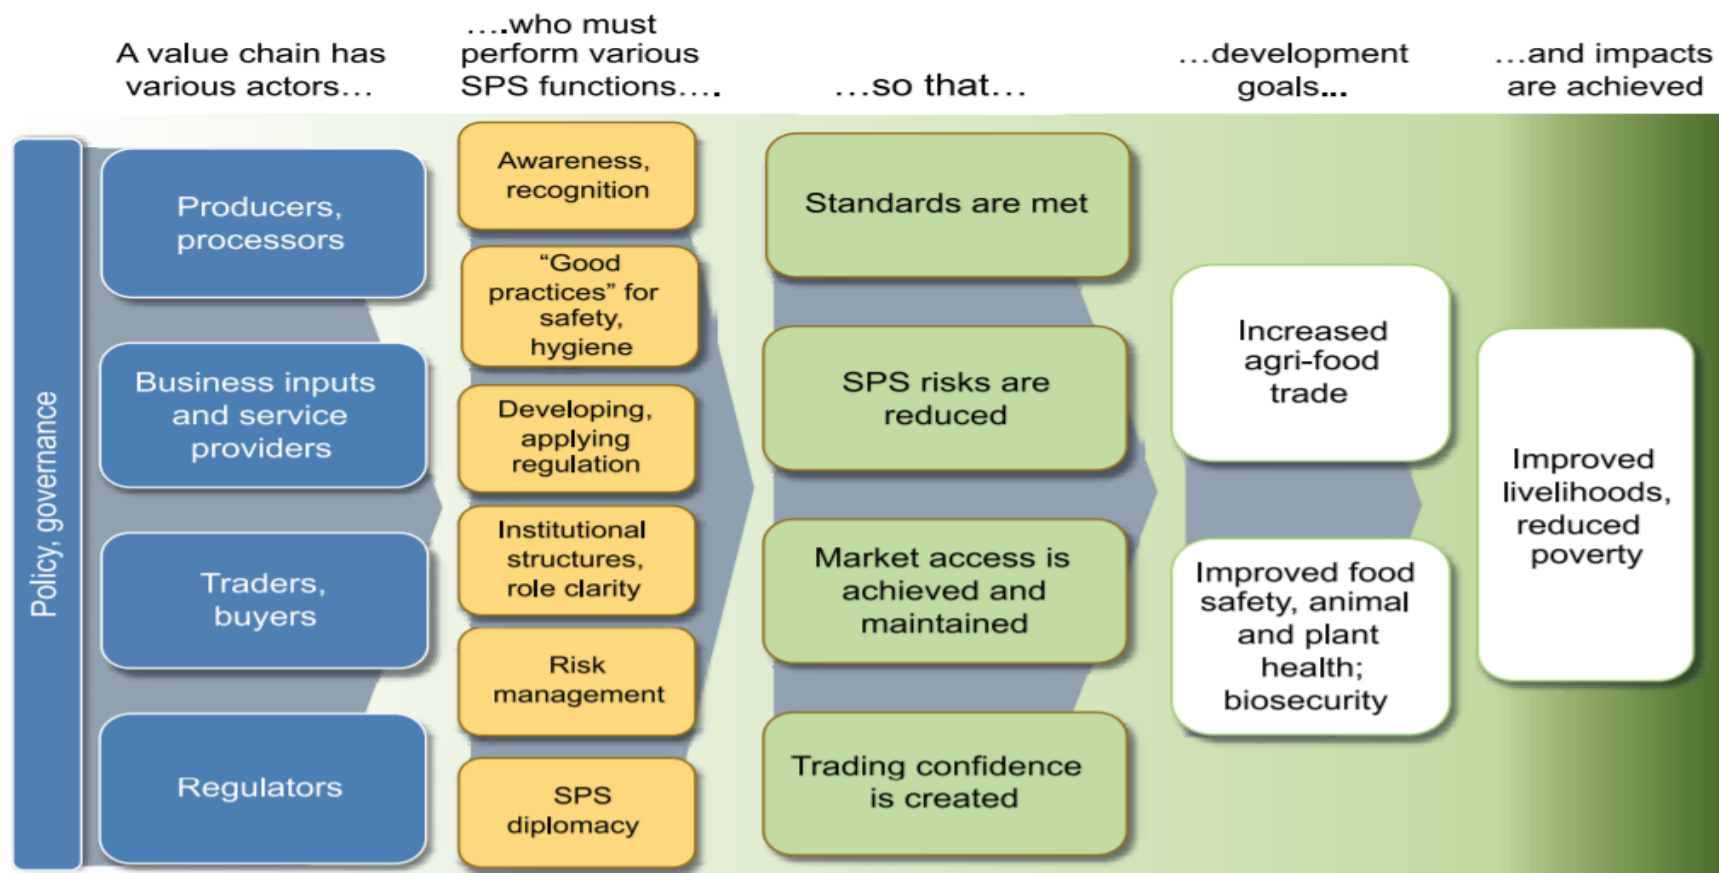 A value chain has
various actors…
….who must
perform various
SPS functions….
…so that…
…development
goals...
…and impacts
are achieved
Policy, governance
Producers,
processors
Business inputs
and service
providers
Traders,
buyers
Regulators
Awareness,
recognition
“Good
practices” for
safety,
hygiene
Developing,
applying
regulation
Institutional
structures,
role clarity
Risk
management
SPS
diplomacy
Standards are met
SPS risks are
reduced
Market access is
achieved and
maintained
Trading confidence
is created
Increased
agri-food
trade
Improved food
safety, animal
and plant
health;
biosecurity
Improved
livelihoods,
reduced
poverty